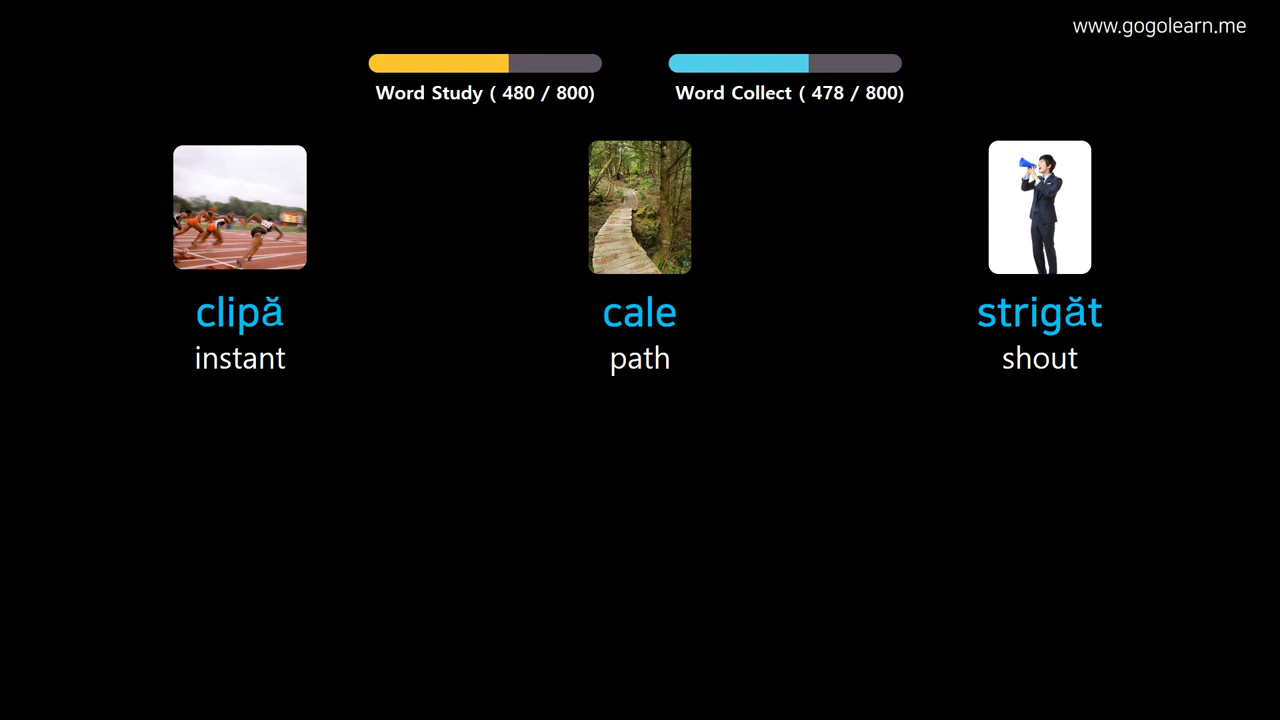 www.gogolearn.me
Word Study ( 480 / 800)
Word Collect ( 478 / 800)
clipă
cale
strigăt
instant
path
shout